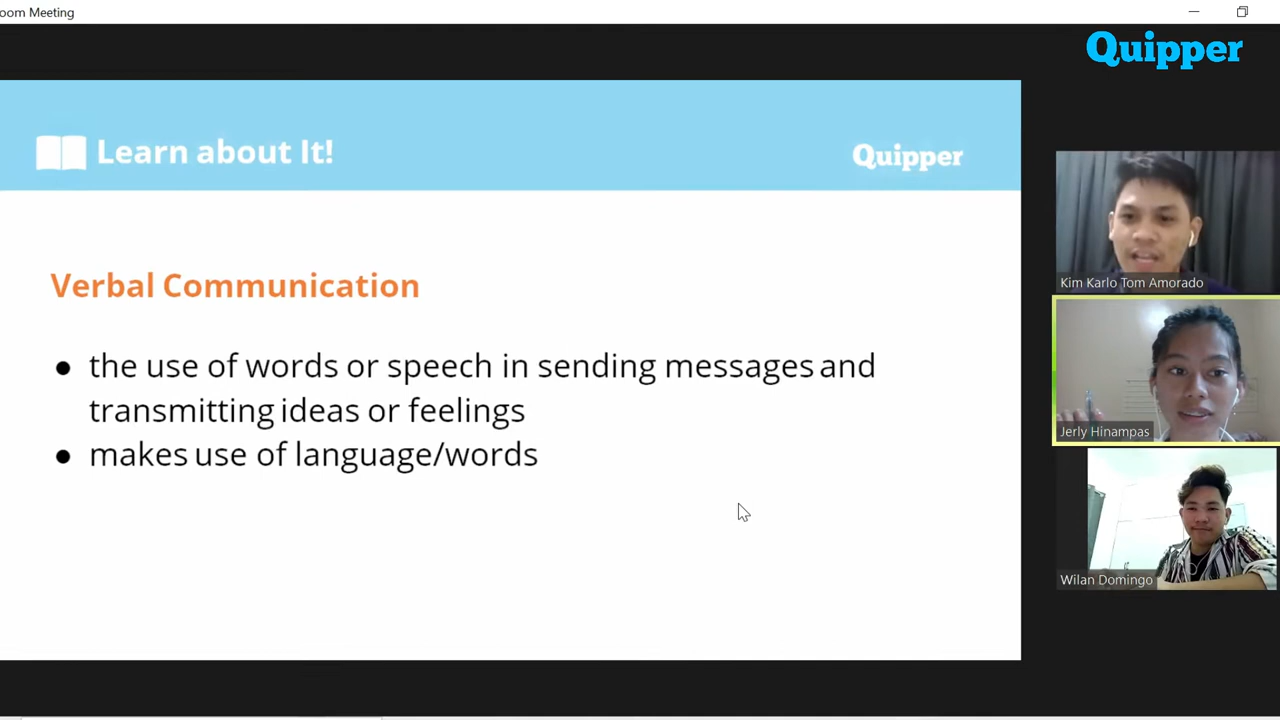 oom Meeting
Quipper
Learn about It!
Quipper
Verbal Communication
● the use of words or speech in sending messages and
transmitting ideas or feelings
● makes use of language/words
Kim Karlo Tom Amorado
Jerly Hinampas
Wilan Domingo